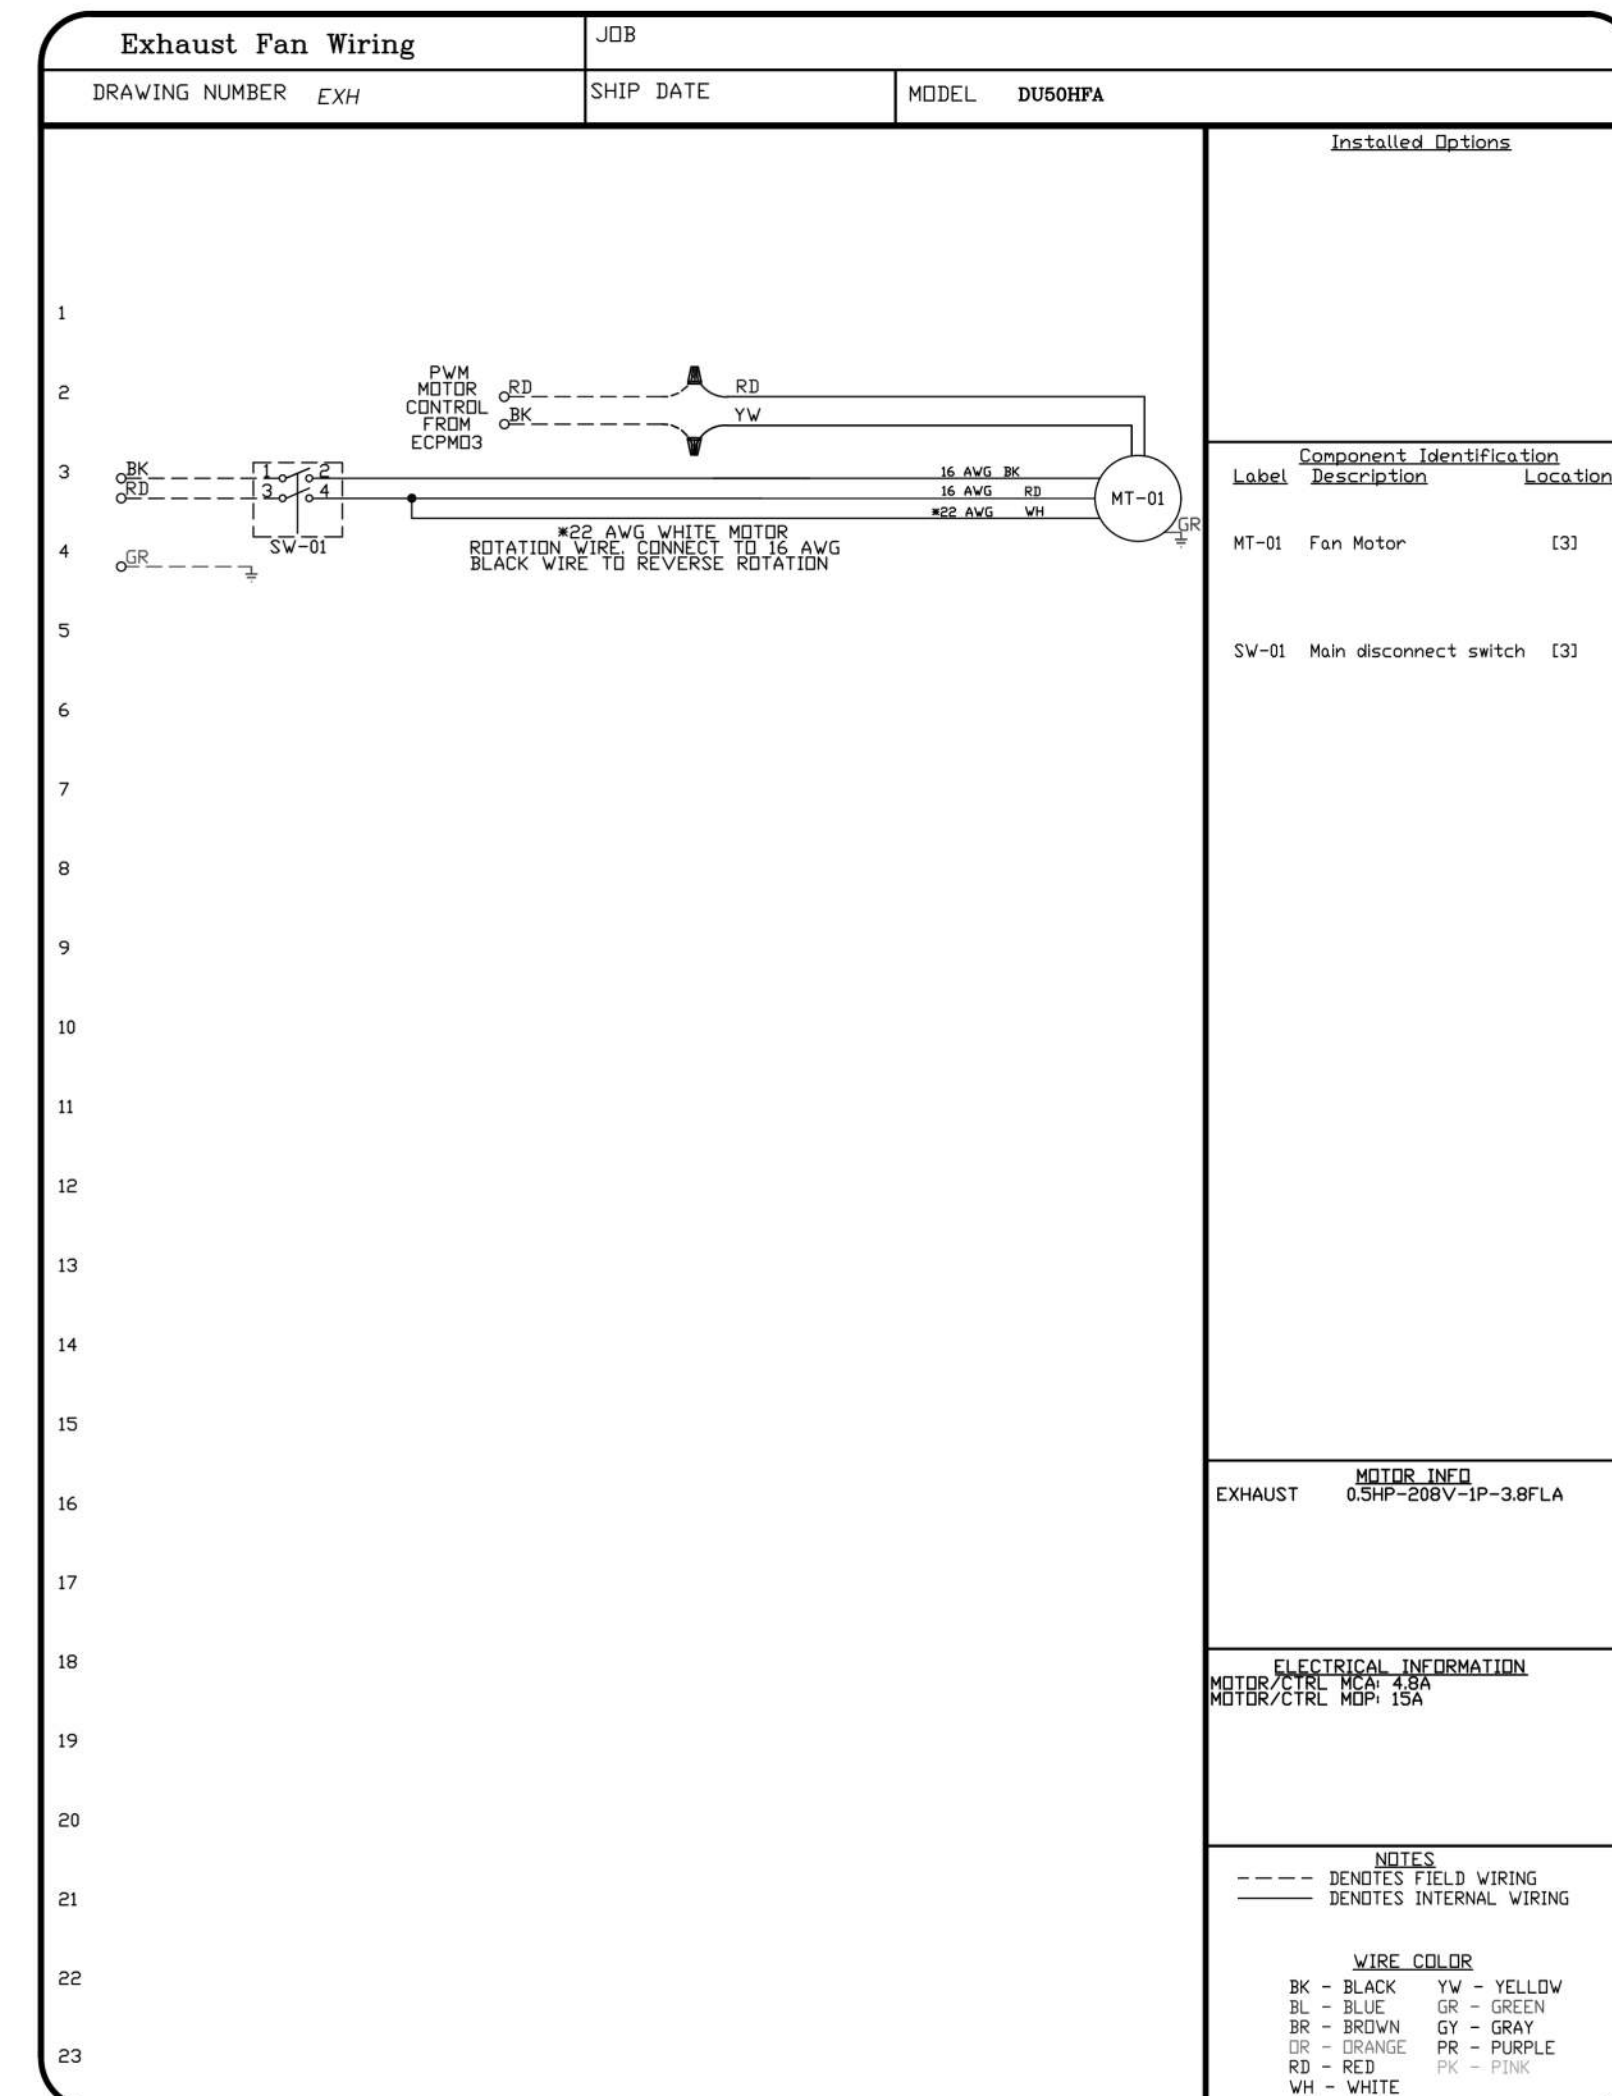 Exhaust Fan Wiring
JOB
DRAWING NUMBER EXH
SHIP DATE
MODEL DU50HFA
Installed Options
1
2
PWM
MOTOR
CONTROL
FROM
ECPM03
RD
BK
RD
YW
3
BK
RD
1 2
3 4
SW-01
16 AWG BK
16 AWG RD
*22 AWG WH
MT-01
GR
*22 AWG WHITE MOTOR
ROTATION WIRE. CONNECT TO 16 AWG
BLACK WIRE TO REVERSE ROTATION
4
GR
5
6
7
8
9
10
11
12
13
14
15
16
17
18
19
20
21
22
23
Component Identification
Label Description Location
MT-01 Fan Motor [3]
SW-01 Main disconnect switch [3]
MOTOR INFO
EXHAUST 0.5HP-208V-1P-3.8FLA
ELECTRICAL INFORMATION
MOTOR/CTRL MCA: 4.8A
MOTOR/CTRL MOP: 15A
NOTES
DENOTES FIELD WIRING
DENOTES INTERNAL WIRING
WIRE COLOR
BK - BLACK YW - YELLOW
BL - BLUE GR - GREEN
BR - BROWN GY - GRAY
OR - ORANGE PR - PURPLE
RD - RED PK - PINK
WH - WHITE